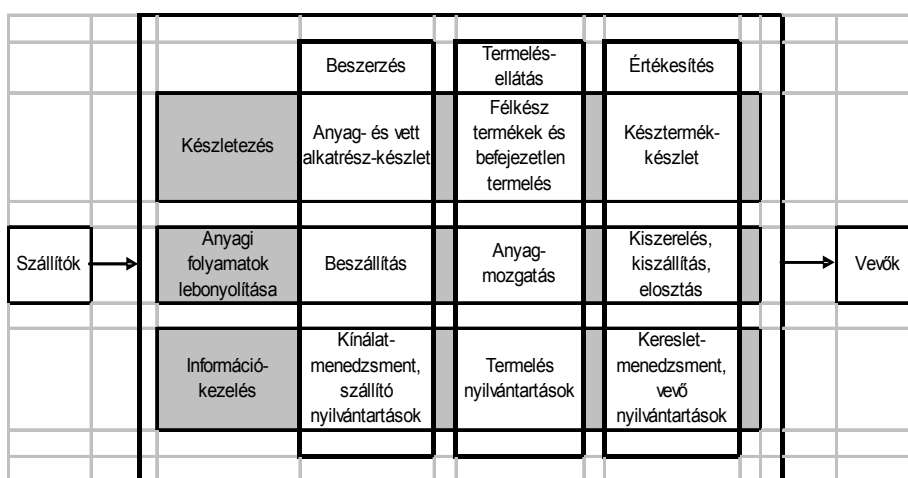 Beszerzés
Termelés-
ellátás
Értékesítés
Készletezés
Anyag- és vett
alkatrész-készlet
Félkész
termékek és
befejezetlen
termelés
Késztermék-
készlet
Szállítók
Anyagi
folyamatok
lebonyolítása
Beszállítás
Anyag-
mozgatás
Kiszerelés,
kiszállítás,
elosztás
Vevők
Információ-
kezelés
Kínálat-
menedzsment,
szállító
nyilvántartások
Termelés
nyilvántartások
Kereslet-
menedzsment,
vevő
nyilvántartások